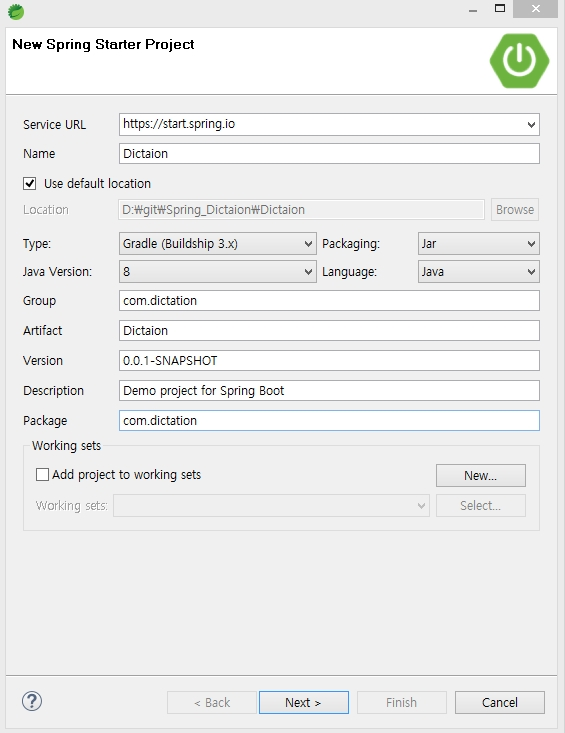 New Spring Starter Project
Service URL https://start.spring.io
Name Dictaion
Use default location
Location D:₩git₩Spring_Dictaion₩Dictaion Browse
Type: Gradle (Buildship 3.x) Packaging: Jar
Java Version: 8 Language: Java
Group com.dictation
Artifact Dictaion
Version 0.0.1-SNAPSHOT
Description Demo project for Spring Boot
Package com.dictation
Working sets
Add project to working sets New...
Working sets: Select...
? < Back Next > Finish Cancel